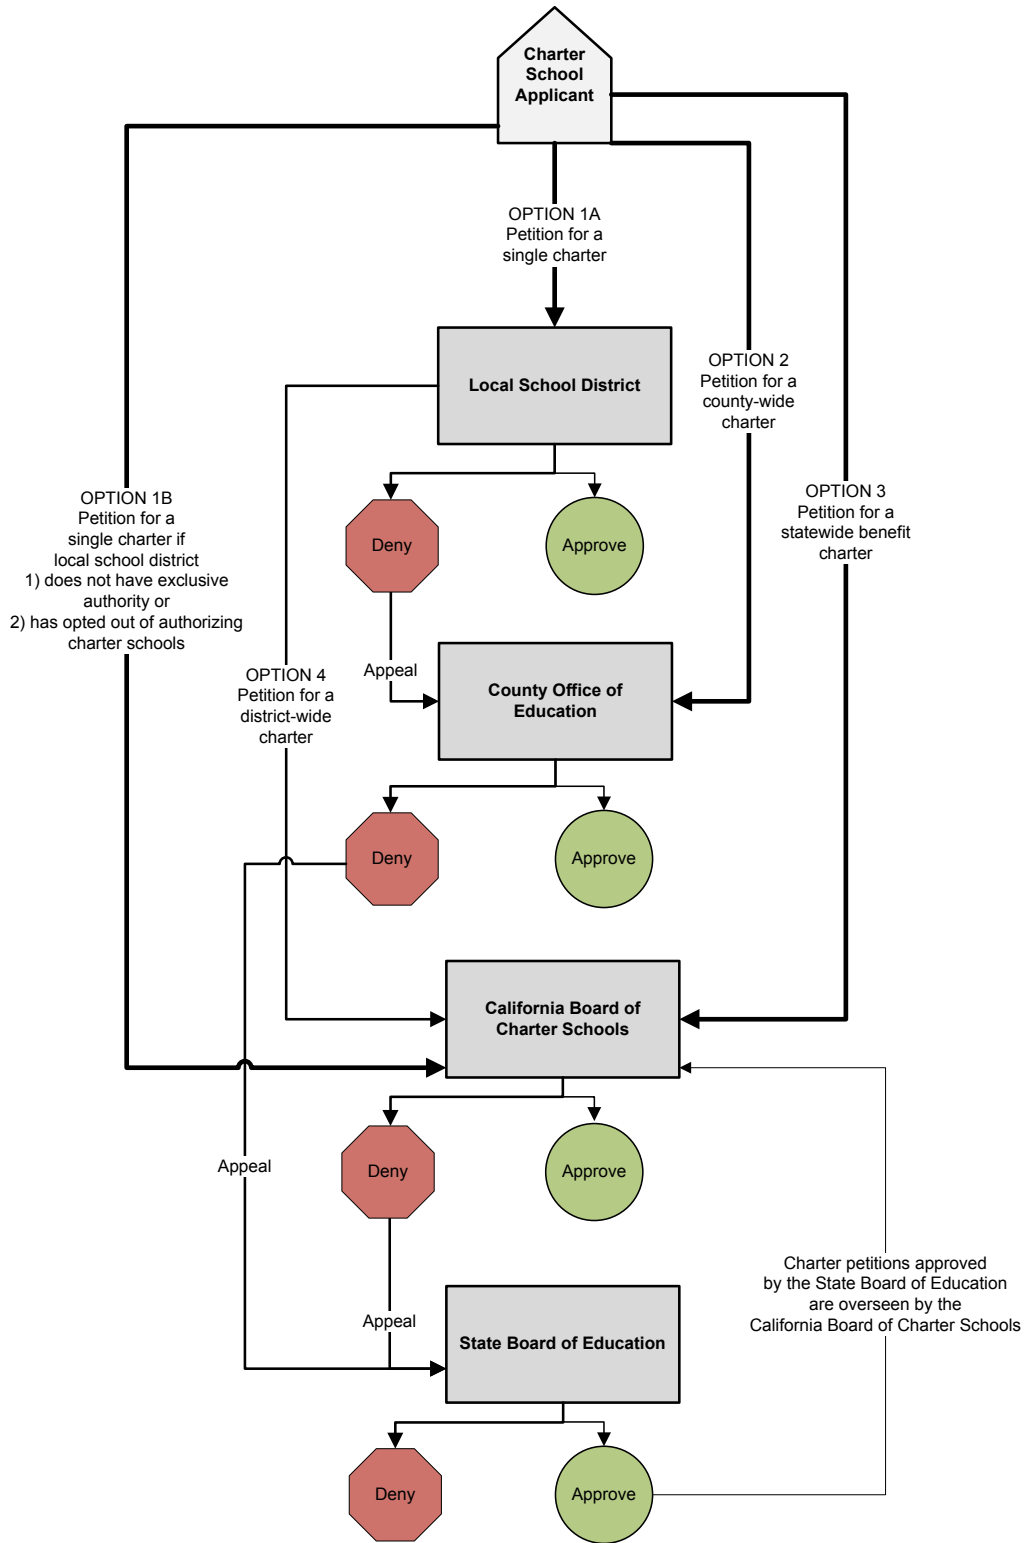 Charter
School
Applicant
OPTION 1A
Petition for a
single charter
Local School District
OPTION 2
Petition for a
county-wide
charter
OPTION 3
Petition for a
statewide benefit
charter
OPTION 1B
Petition for a
single charter if
local school district
1) does not have exclusive
authority or
2) has opted out of authorizing
charter schools
Deny
Approve
Appeal
OPTION 4
Petition for a
district-wide
charter
County Office of
Education
Deny
Approve
California Board of
Charter Schools
Deny
Approve
Appeal
Appeal
State Board of Education
Charter petitions approved
by the State Board of Education
are overseen by the
California Board of Charter Schools
Deny
Approve